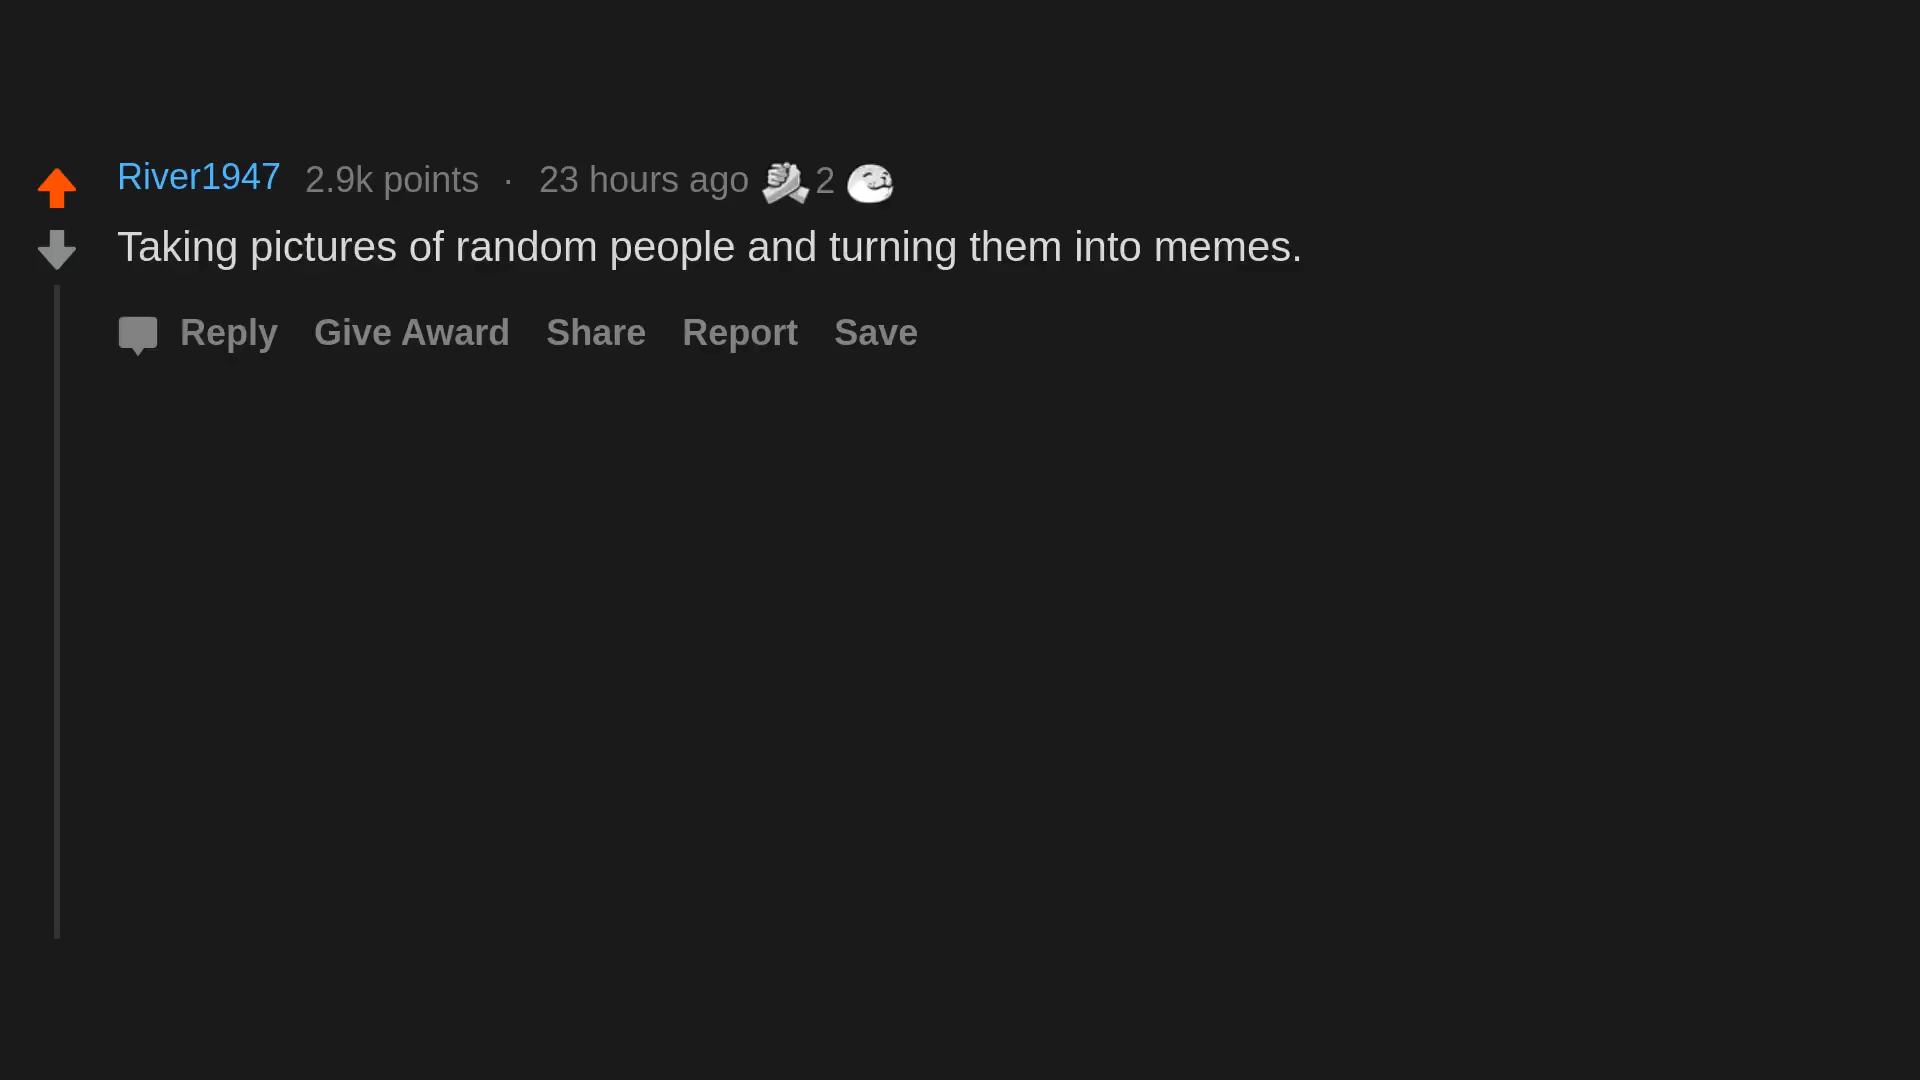 River1947 2.9k points · 23 hours ago 2
Taking pictures of random people and turning them into memes.
Reply Give Award Share Report Save